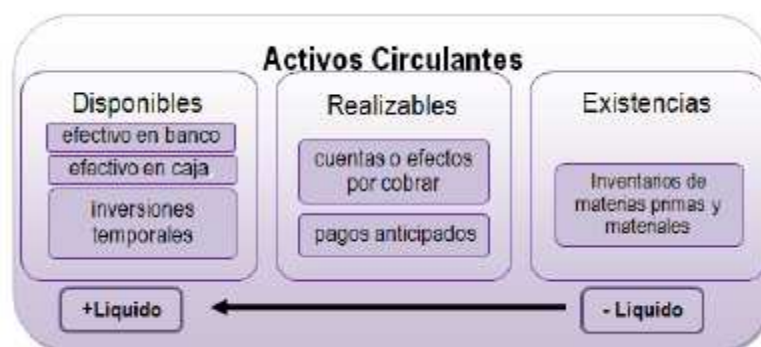 Activos Circulantes
Disponibles
efectivo en banco
efectivo en caja
inversiones
temporales
Realizables
cuentas o efectos
por cobrar
pagos anticipados
Existencias
Inventarios de
materias primas y
materiales
+Liquido
- Liquido